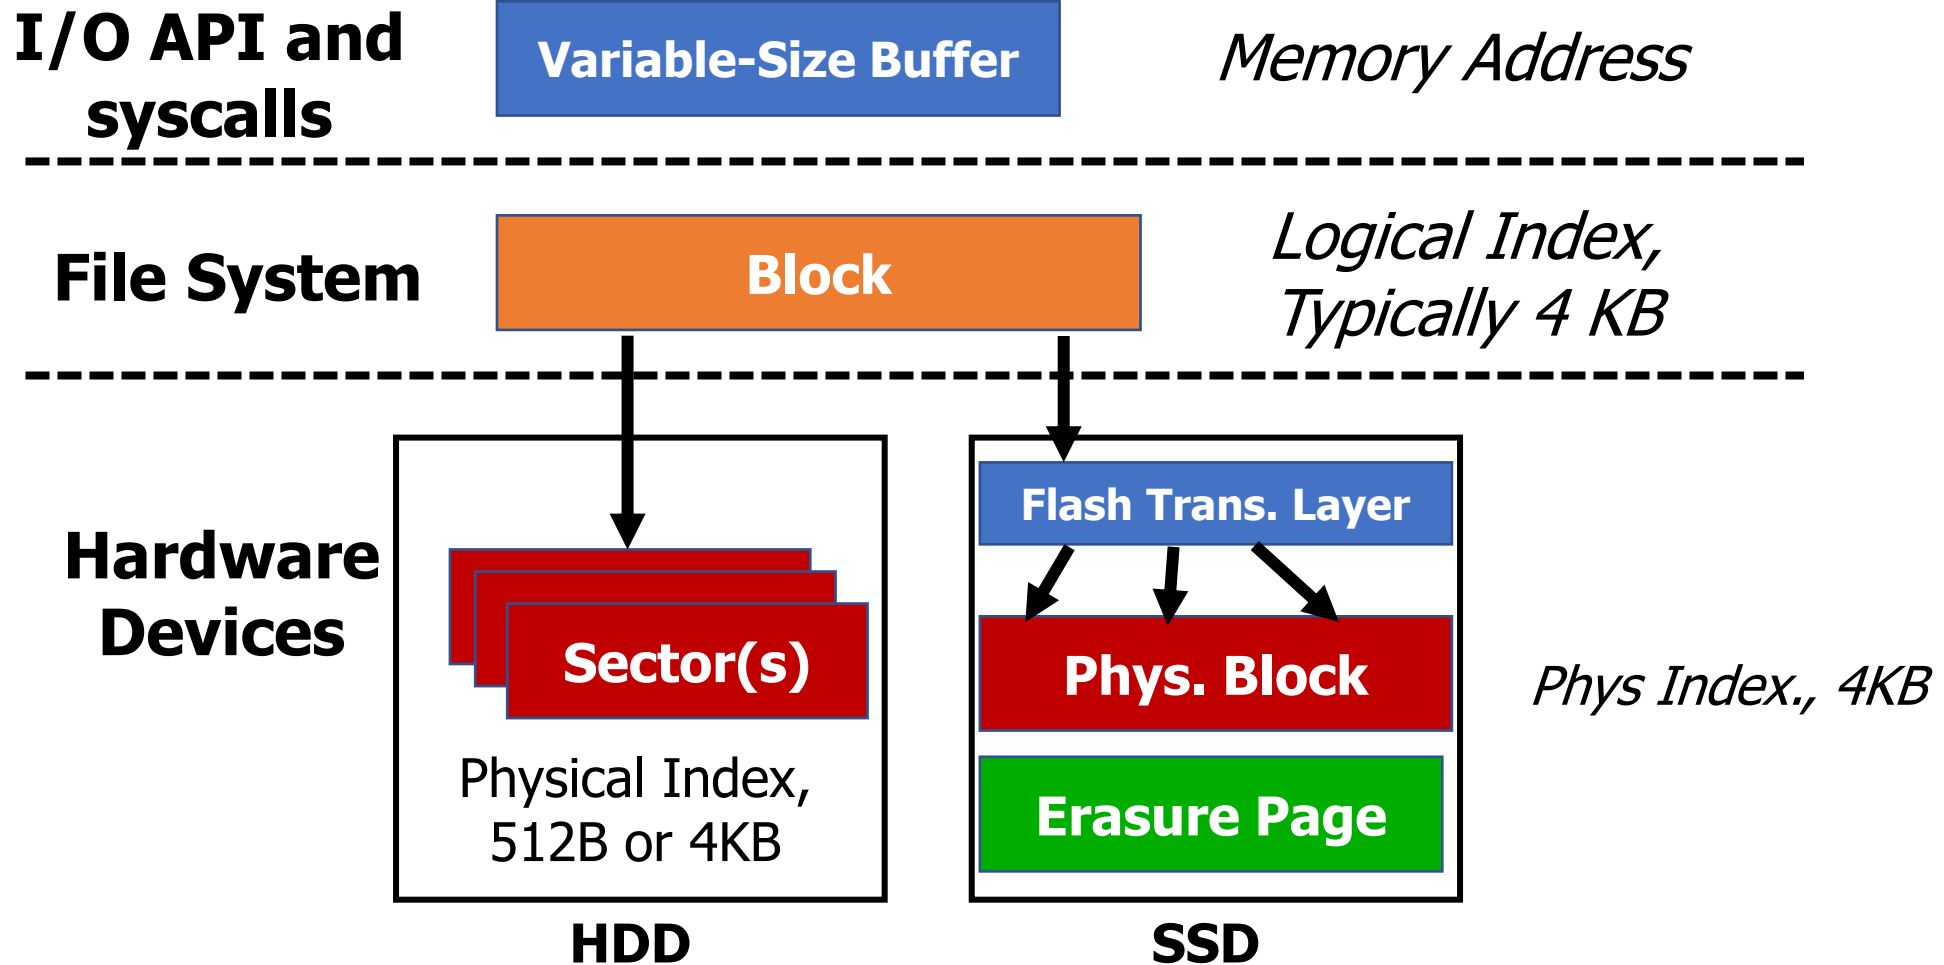 I/O API and
syscalls
Variable-Size Buffer
Memory Address
File System
Block
Logical Index,
Typically 4 KB
Hardware
Devices
Sector(s)
Physical Index,
512B or 4KB
HDD
Flash Trans. Layer
Phys. Block
Erasure Page
SSD
Phys Index., 4KB